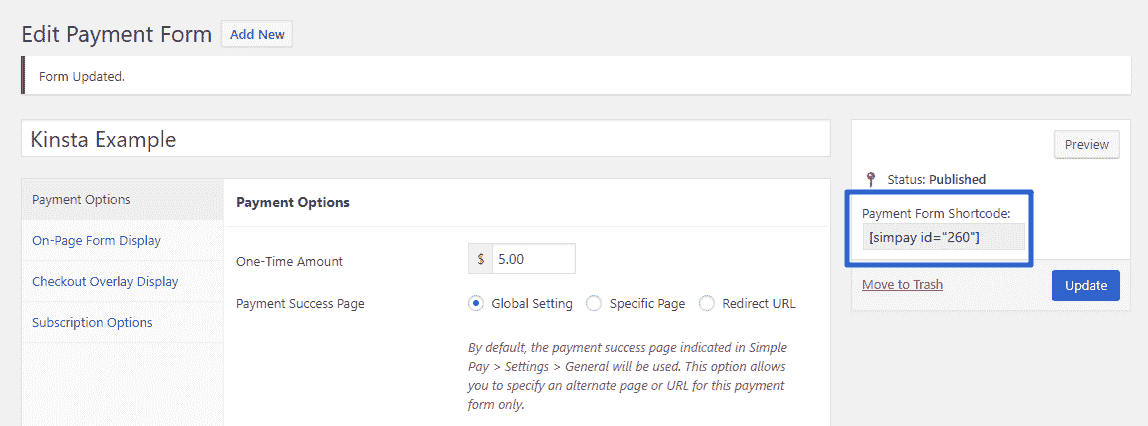 Edit Payment Form Add New
Form Updated.
Kinsta Example
Preview
Status: Published
Payment Form Shortcode:
[simpay id="260"]
Move to Trash Update
Payment Options
On-Page Form Display
Checkout Overlay Display
Subscription Options
Payment Options
One-Time Amount $ 5.00
Payment Success Page Global Setting Specific Page Redirect URL
By default, the payment success page indicated in Simple
Pay > Settings > General will be used. This option allows
you to specify an alternate page or URL for this payment
form only.